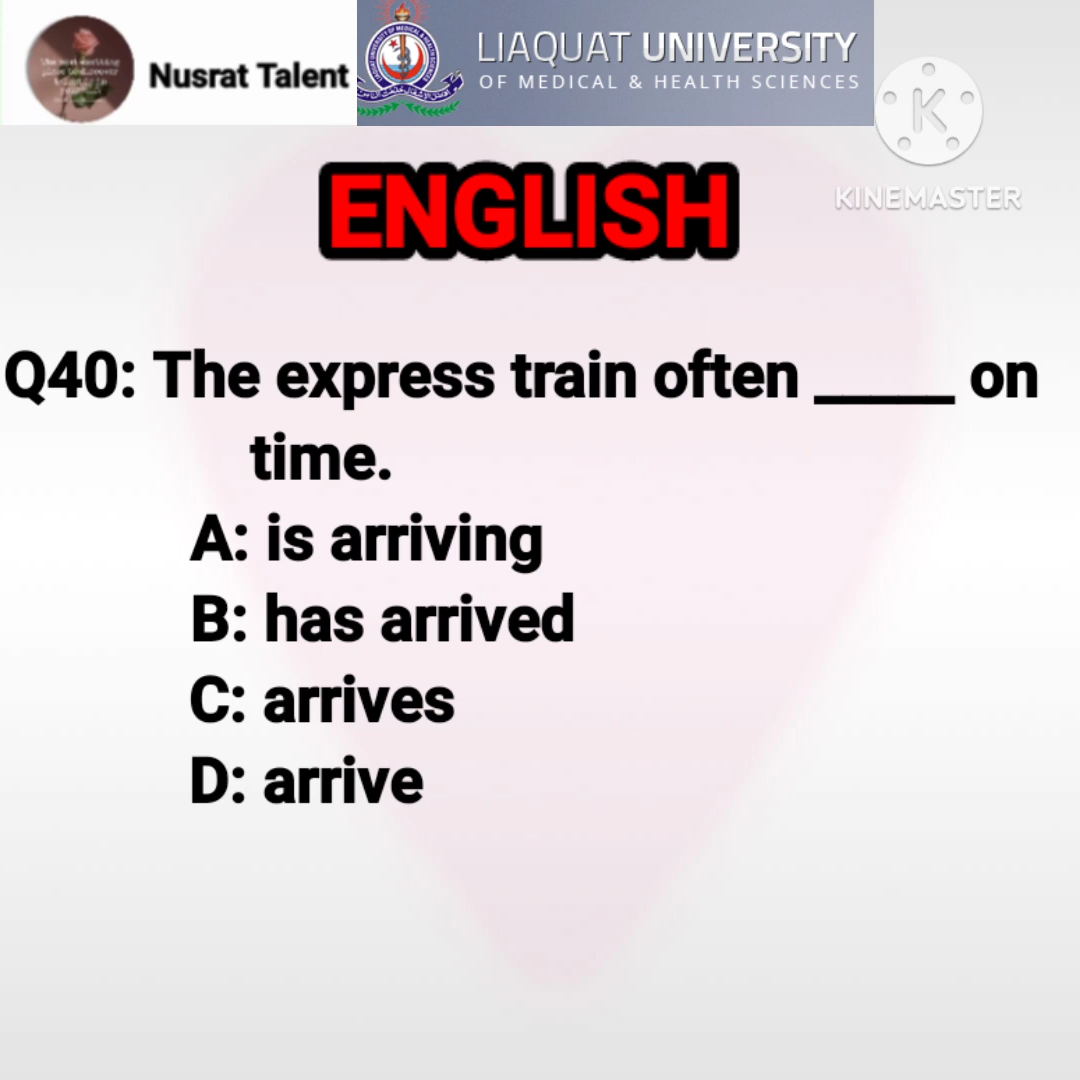 Nusrat Talent
LIAQUAT UNIVERSITY
OF MEDICAL & HEALTH SCIENCES
K
KINEMASTER
ENGLISH
Q40: The express train often _____ on
time.
A: is arriving
B: has arrived
C: arrives
D: arrive